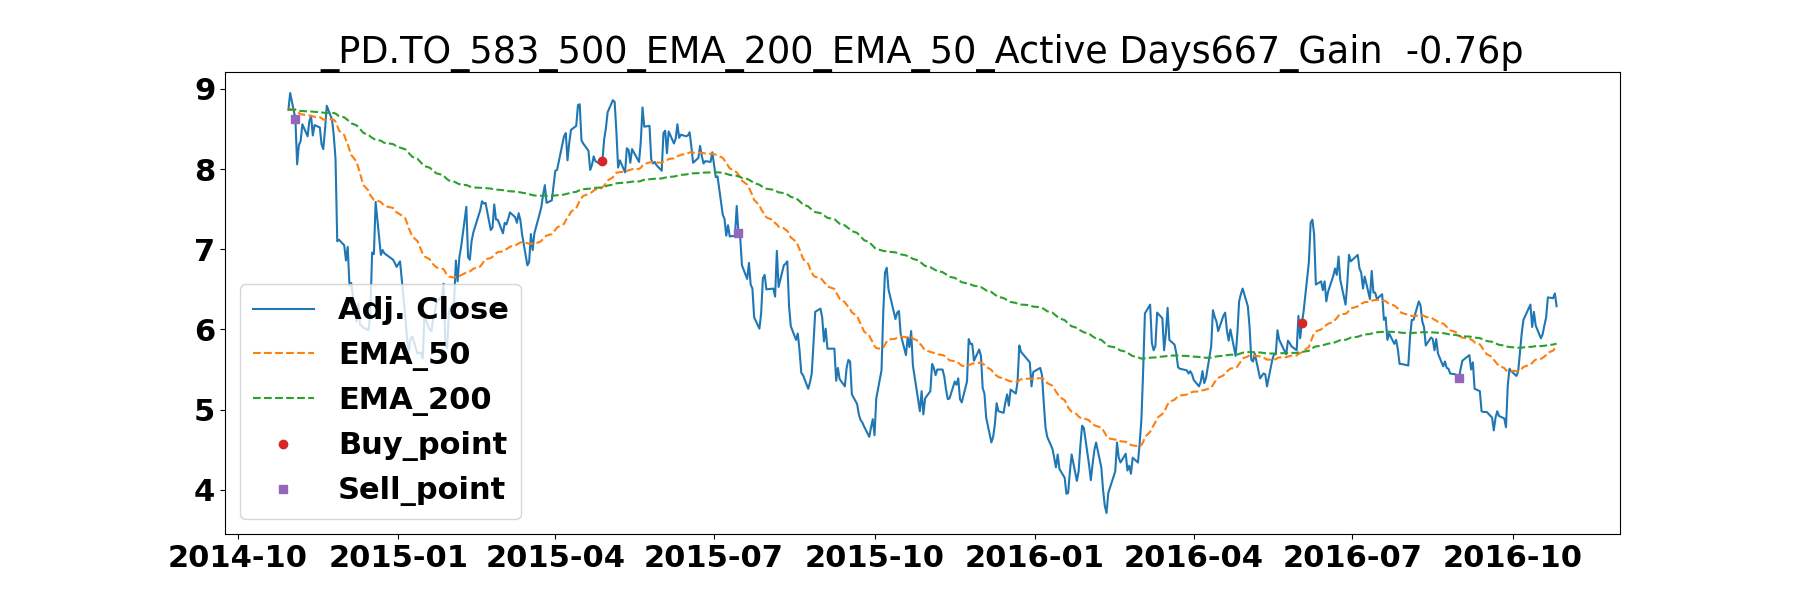 _PD.TO_583_500_EMA_200_EMA_50_Active Days667_Gain  -0.76p
9
8
7
6
5
4
Adj. Close
EMA_50
EMA_200
Buy_point
Sell_point
2014-10 2015-01 2015-04 2015-07 2015-10 2016-01 2016-04 2016-07 2016-10